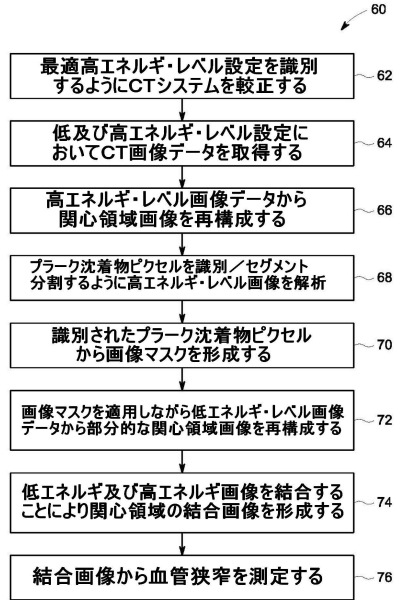 60
最適高エネルギ・レベル設定を識別
するようにCTシステムを較正する
62
低及び高エネルギ・レベル設定に
おいてCT画像データを取得する
64
高エネルギ・レベル画像データから
関心領域画像を再構成する
66
プラーク沈着物ピクセルを識別／セグメント
分割するように高エネルギ・レベル画像を解析
68
識別されたプラーク沈着物ピクセル
から画像マスクを形成する
70
画像マスクを適用しながら低エネルギ・レベル画像
データから部分的な関心領域画像を再構成する
72
低エネルギ及び高エネルギ画像を結合する
ことにより関心領域の結合画像を形成する
74
結合画像から血管狭窄を測定する
76